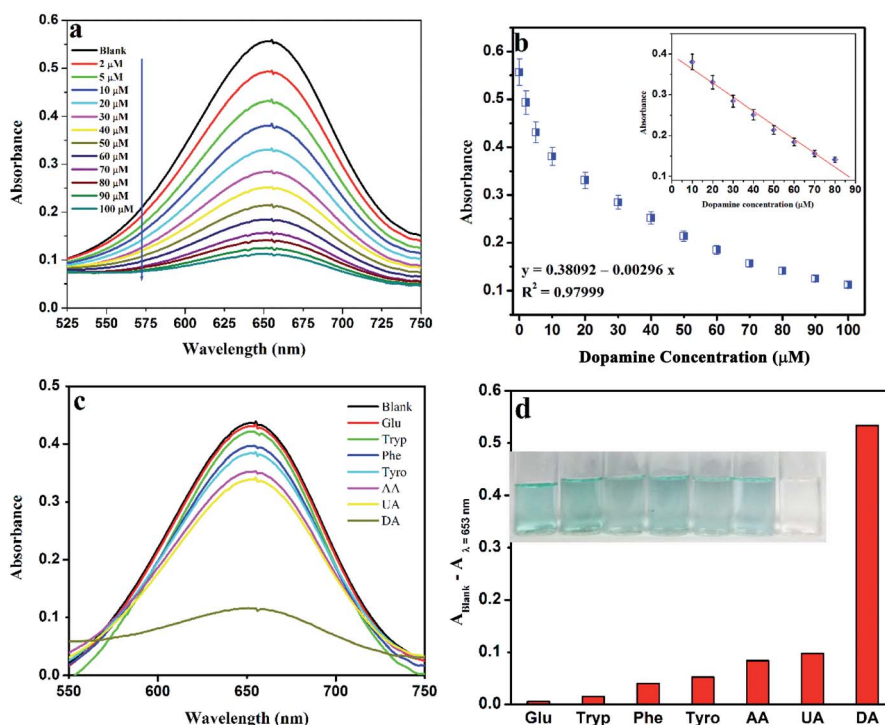 a
Absorbance
0.6
0.5
0.4
0.3
0.2
0.1
0.0
Blank
2 μM
5 μM
10 μM
20 μM
30 μM
40 μM
50 μM
60 μM
70 μM
80 μM
90 μM
100 μM
525 550 575 600 625 650 675 700 725 750
Wavelength (nm)
b
Absorbance
0.6
0.5
0.4
0.3
0.2
0.1
Absorbance
0.4
0.3
0.2
0.1
0 10 20 30 40 50 60 70 80 90
Dopamine concentration (μM)
y = 0.38092 – 0.00296 x
R² = 0.97999
0 10 20 30 40 50 60 70 80 90 100
Dopamine Concentration (μM)
c
Absorbance
0.5
0.4
0.3
0.2
0.1
0.0
Blank
Glu
Tryp
Phe
Tyro
AA
UA
DA
550 600 650 700 750
Wavelength (nm)
d
A Blank - A λ = 653 nm
0.6
0.5
0.4
0.3
0.2
0.1
0.0
Glu Tryp Phe Tyro AA UA DA